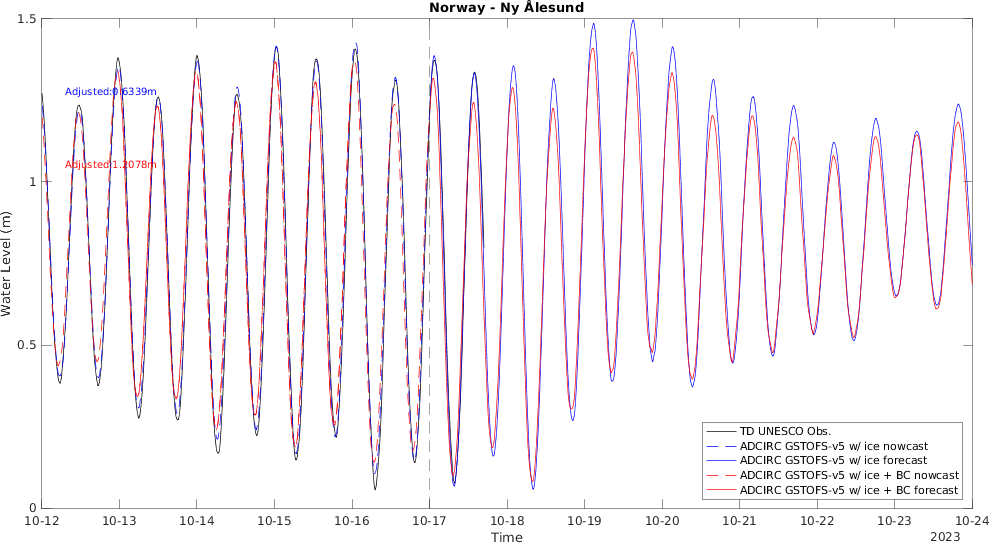 Norway - Ny Ålesund
1.5
Adjusted:0.6339m
Adjusted:1.2078m
1
Water Level (m)
0.5
TD UNESCO Obs.
ADCIRC GSTOFS-v5 w/ ice nowcast
ADCIRC GSTOFS-v5 w/ ice forecast
ADCIRC GSTOFS-v5 w/ ice + BC nowcast
ADCIRC GSTOFS-v5 w/ ice + BC forecast
0
10-12 10-13 10-14 10-15 10-16 10-17 10-18 10-19 10-20 10-21 10-22 10-23 10-24
Time 2023